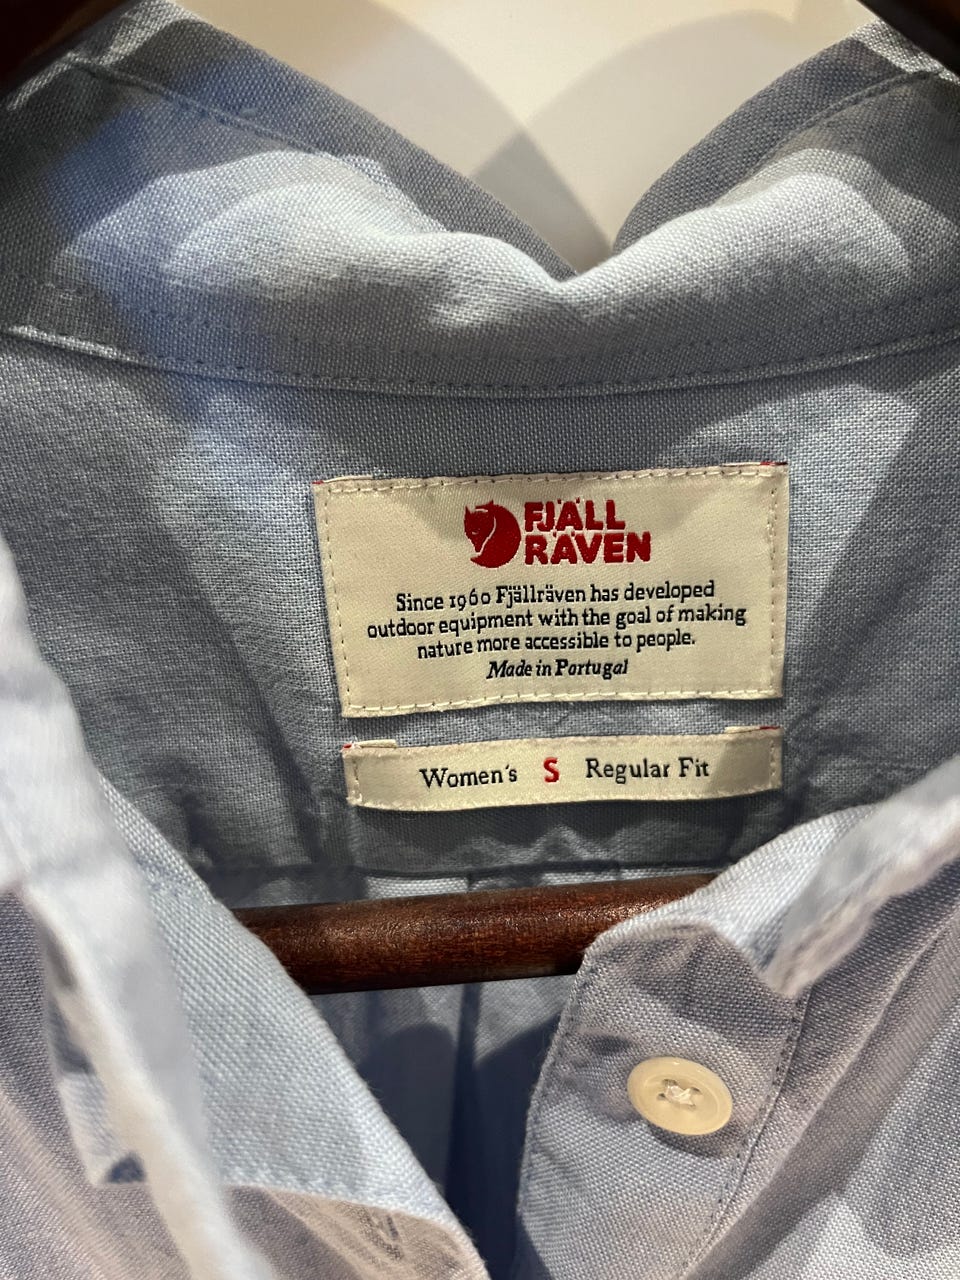 FJÄLL
RÄVEN
Since 1960 Fjällräven has developed
outdoor equipment with the goal of making
nature more accessible to people.
Made in Portugal
Women's S Regular Fit